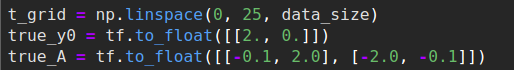 t_grid = np.linspace(0, 25, data_size)
true_y0 = tf.to_float([[2., 0.]])
true_A = tf.to_float([[-0.1, 2.0], [-2.0, -0.1]])